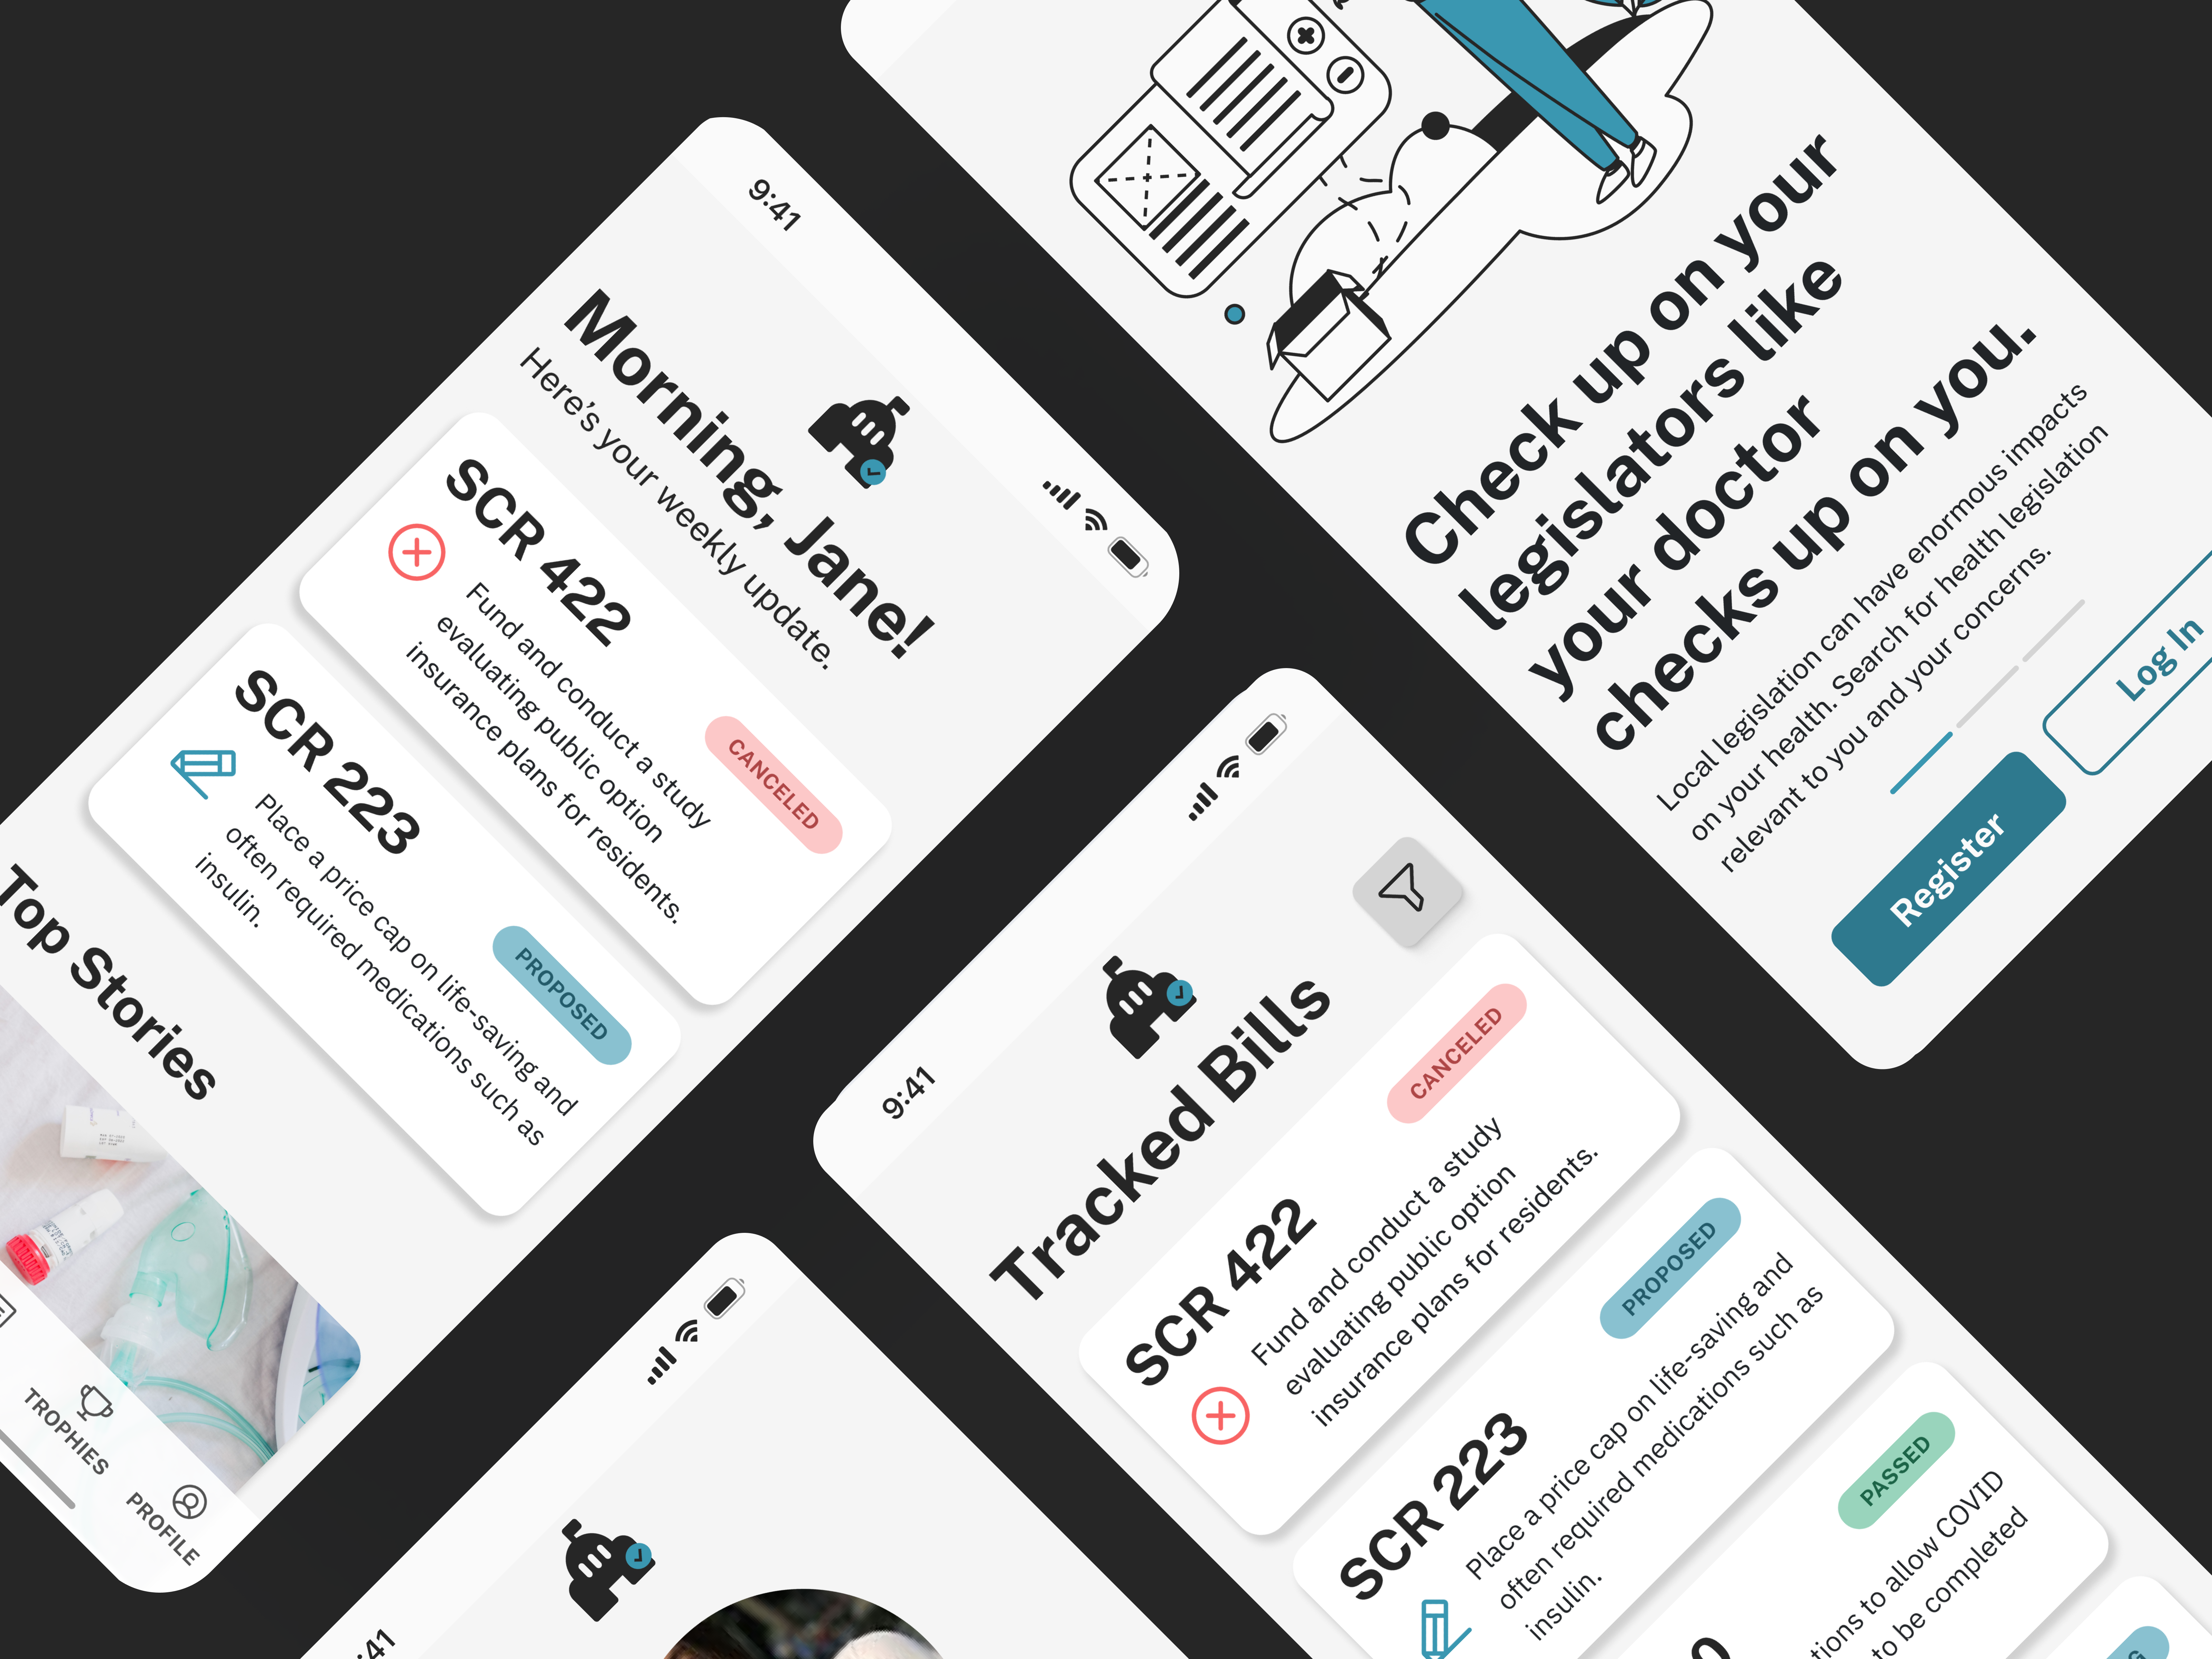 9:41
Morning, Jane!
Here's your weekly update.
SCR 422
CANCELED
Fund and conduct a study
evaluating public option
insurance plans for residents.
SCR 223
PROPOSED
Place a price cap on life-saving and
often required medications such as
insulin.
Top Stories
TROPHIES
PROFILE
Check up on your
legislators like
your doctor
checks up on you.
Local legislation can have enormous impacts
on your health. Search for health legislation
relevant to you and your concerns.
Register
Log In
9:41
Tracked Bills
SCR 422
CANCELED
Fund and conduct a study
evaluating public option
insurance plans for residents.
SCR 223
PROPOSED
Place a price cap on life-saving and
often required medications such as
insulin.
PASSED
0
tions to allow COVID
to be completed
G
:41